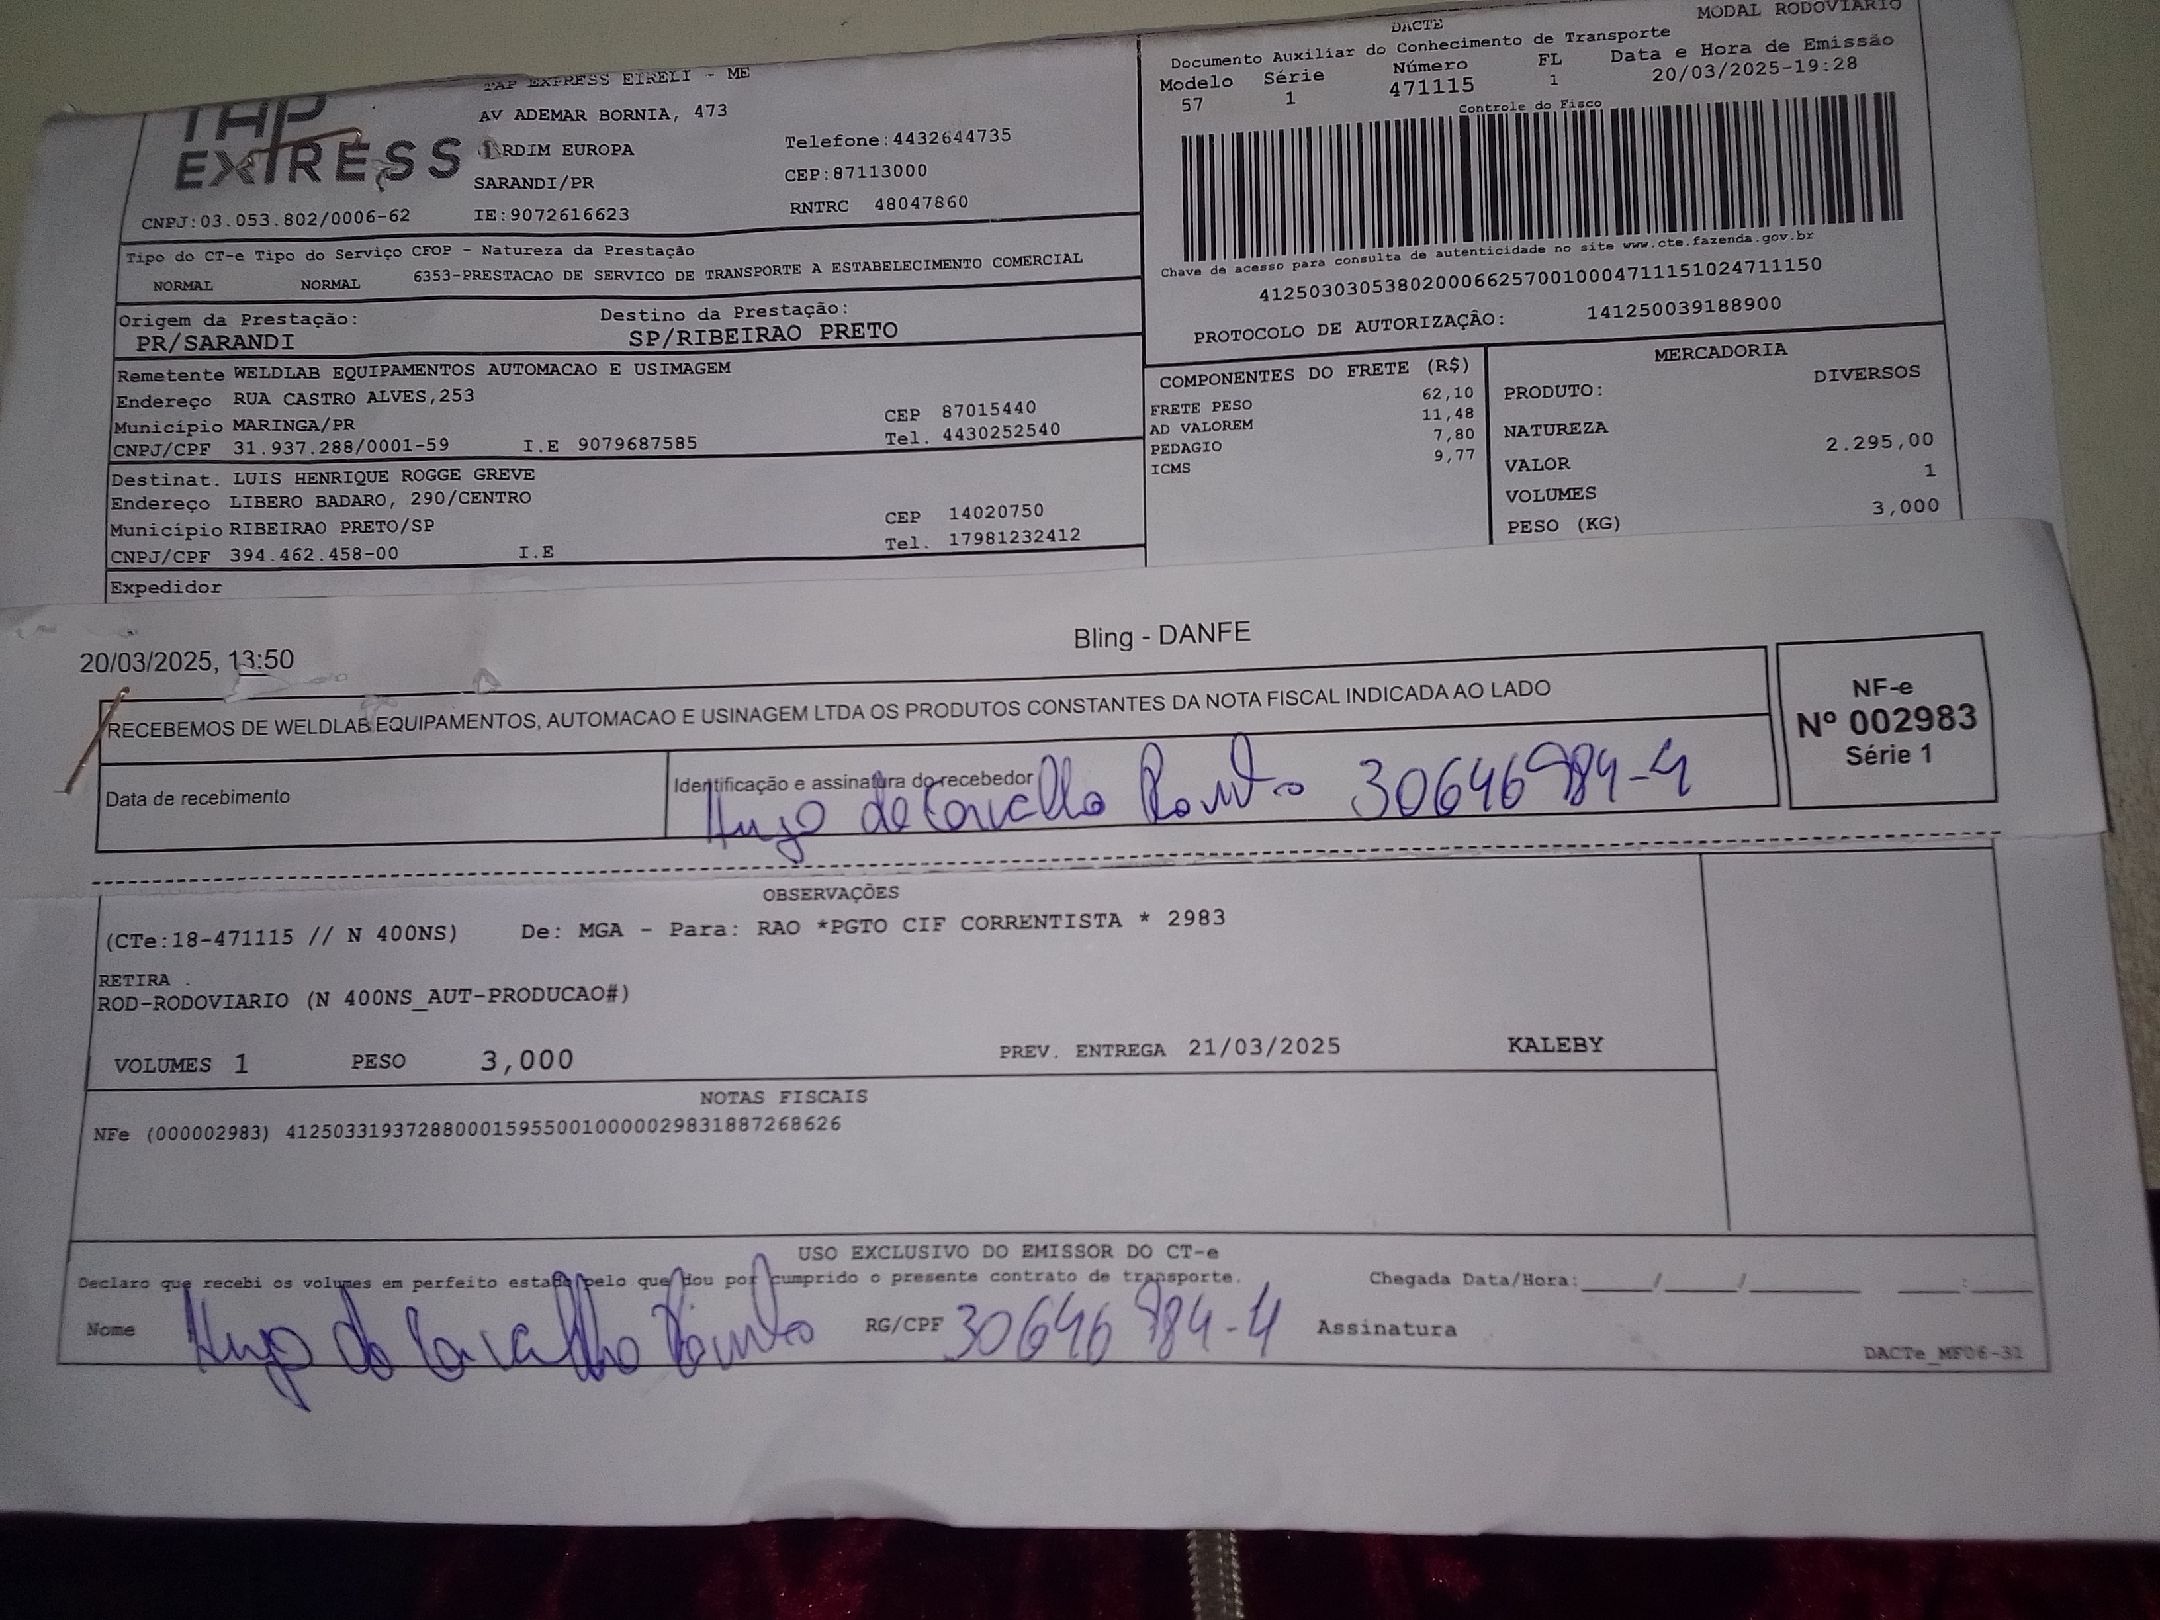 DACTE
MODAL RODOVIARIO
Documento Auxiliar do Conhecimento de Transporte
Modelo Série Número FL Data e Hora de Emissão
57 1 471115 1 20/03/2025-19:28
Controle do Fisco
TAP EXPRESS EIRELI - ME
TAP EXPRESS
AV ADEMAR BORNIA, 473
RDIM EUROPA Telefone:4432644735
SARANDI/PR CEP:87113000
CNPJ:03.053.802/0006-62 IE:9072616623 RNTRC 48047860
Tipo do CT-e Tipo do Serviço CFOP - Natureza da Prestação
NORMAL NORMAL 6353-PRESTACAO DE SERVICO DE TRANSPORTE A ESTABELECIMENTO COMERCIAL
Chave de acesso para consulta de autenticidade no site www.cte.fazenda.gov.br
41250303053802000662570010004711151024711150
PROTOCOLO DE AUTORIZAÇÃO: 141250039188900
Origem da Prestação: Destino da Prestação:
PR/SARANDI SP/RIBEIRAO PRETO
Remetente WELDLAB EQUIPAMENTOS AUTOMACAO E USIMAGEM
Endereço RUA CASTRO ALVES,253
Município MARINGA/PR CEP 87015440
CNPJ/CPF 31.937.288/0001-59 I.E 9079687585 Tel. 4430252540
Destinat. LUIS HENRIQUE ROGGE GREVE
Endereço LIBERO BADARO, 290/CENTRO
Município RIBEIRAO PRETO/SP CEP 14020750
CNPJ/CPF 394.462.458-00 I.E Tel. 17981232412
Expedidor
COMPONENTES DO FRETE (R$)
FRETE PESO 62,10
AD VALOREM 11,48
PEDAGIO 7,80
ICMS 9,77
MERCADORIA
PRODUTO: DIVERSOS
NATUREZA
VALOR 2.295,00
VOLUMES 1
PESO (KG) 3,000
20/03/2025, 13:50 Bling - DANFE
RECEBEMOS DE WELDLAB EQUIPAMENTOS, AUTOMACAO E USINAGEM LTDA OS PRODUTOS CONSTANTES DA NOTA FISCAL INDICADA AO LADO
NF-e
Nº 002983
Série 1
Data de recebimento
Identificação e assinatura do recebedor
Hugo de Carvalho 30646984-4
OBSERVAÇÕES
(CTe:18-471115 // N 400NS) De: MGA - Para: RAO *PGTO CIF CORRENTISTA * 2983
RETIRA .
ROD-RODOVIARIO (N 400NS_AUT-PRODUCAO#)
VOLUMES 1 PESO 3,000 PREV. ENTREGA 21/03/2025 KALEBY
NOTAS FISCAIS
NFe (000002983) 41250331937288000159550010000029831887268626
USO EXCLUSIVO DO EMISSOR DO CT-e
Declaro que recebi os volumes em perfeito estado pelo que dou por cumprido o presente contrato de transporte. Chegada Data/Hora:____/____/______ ____:____
Nome Hugo de Carvalho RG/CPF 30646984-4 Assinatura
DACTe_MF06-31